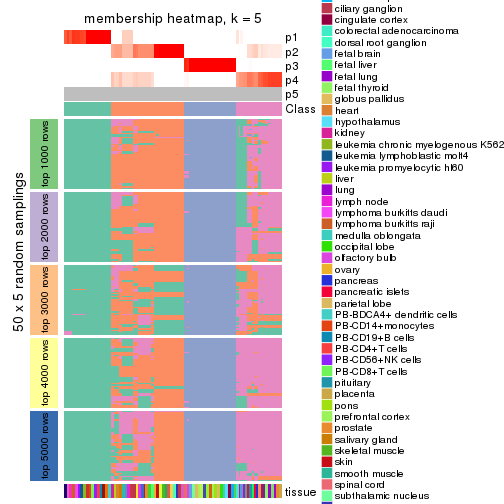 membership heatmap, k = 5
p1
p2
p3
p4
p5
Class
50 x 5 random samplings
top 1000 rows
top 2000 rows
top 3000 rows
top 4000 rows
top 5000 rows
tissue
ciliary ganglion
cingulate cortex
colorectal adenocarcinoma
dorsal root ganglion
fetal brain
fetal liver
fetal lung
fetal thyroid
globus pallidus
heart
hypothalamus
kidney
leukemia chronic myelogenous K562
leukemia lymphoblastic molt4
leukemia promyelocytic hl60
liver
lung
lymph node
lymphoma burkitts daudi
lymphoma burkitts raji
medulla oblongata
occipital lobe
olfactory bulb
ovary
pancreas
pancreatic islets
parietal lobe
PB-BDCA4+ dendritic cells
PB-CD14+monocytes
PB-CD19+B cells
PB-CD4+T cells
PB-CD56+NK cells
PB-CD8+T cells
pituitary
placenta
pons
prefrontal cortex
prostate
salivary gland
skeletal muscle
skin
smooth muscle
spinal cord
subthalamic nucleus